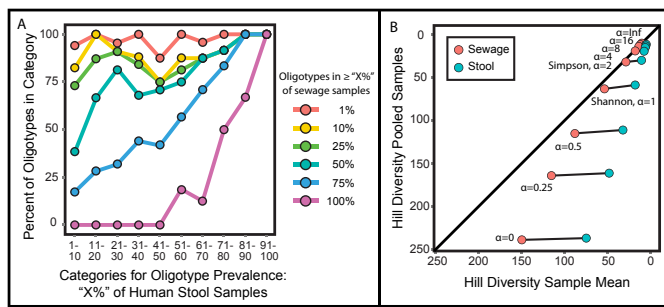 A
100
75
50
25
0
Percent of Oligotypes in Category
1-
10
11-
20
21-
30
31-
40
41-
50
51-
60
61-
70
71-
80
81-
90
91-
100
Categories for Oligotype Prevalence:
"X%" of Human Stool Samples
Oligotypes in ≥ "X%"
of sewage samples
1%
10%
25%
50%
75%
100%
B
Sewage
Stool
α=Inf
α=16
α=8
α=4
Simpson, α=2
Shannon, α=1
α=0.5
α=0.25
α=0
0
50
100
150
200
250
Hill Diversity Pooled Samples
250
200
150
100
50
0
Hill Diversity Sample Mean